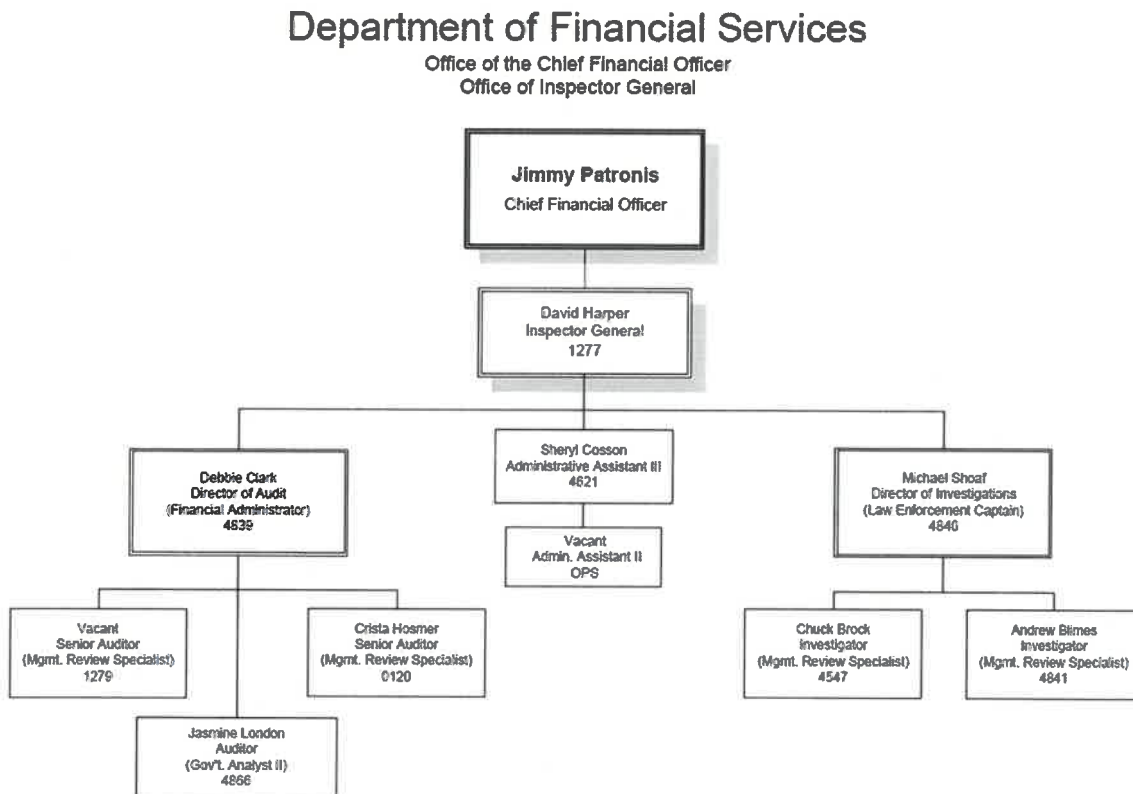 Department of Financial Services
Office of the Chief Financial Officer
Office of Inspector General
Jimmy Patronis
Chief Financial Officer
David Harper
Inspector General
1277
Sheryl Cosson
Administrative Assistant III
4621
Vacant
Admin. Assistant II
OPS
Debbie Clark
Director of Audit
(Financial Administrator)
4839
Vacant
Senior Auditor
(Mgmt. Review Specialist)
1279
Crista Hosmer
Senior Auditor
(Mgmt. Review Specialist)
0120
Jasmine London
Auditor
(Gov't. Analyst II)
4866
Michael Shoaf
Director of Investigations
(Law Enforcement Captain)
4840
Chuck Brock
Investigator
(Mgmt. Review Specialist)
4547
Andrew Blimes
Investigator
(Mgmt. Review Specialist)
4841